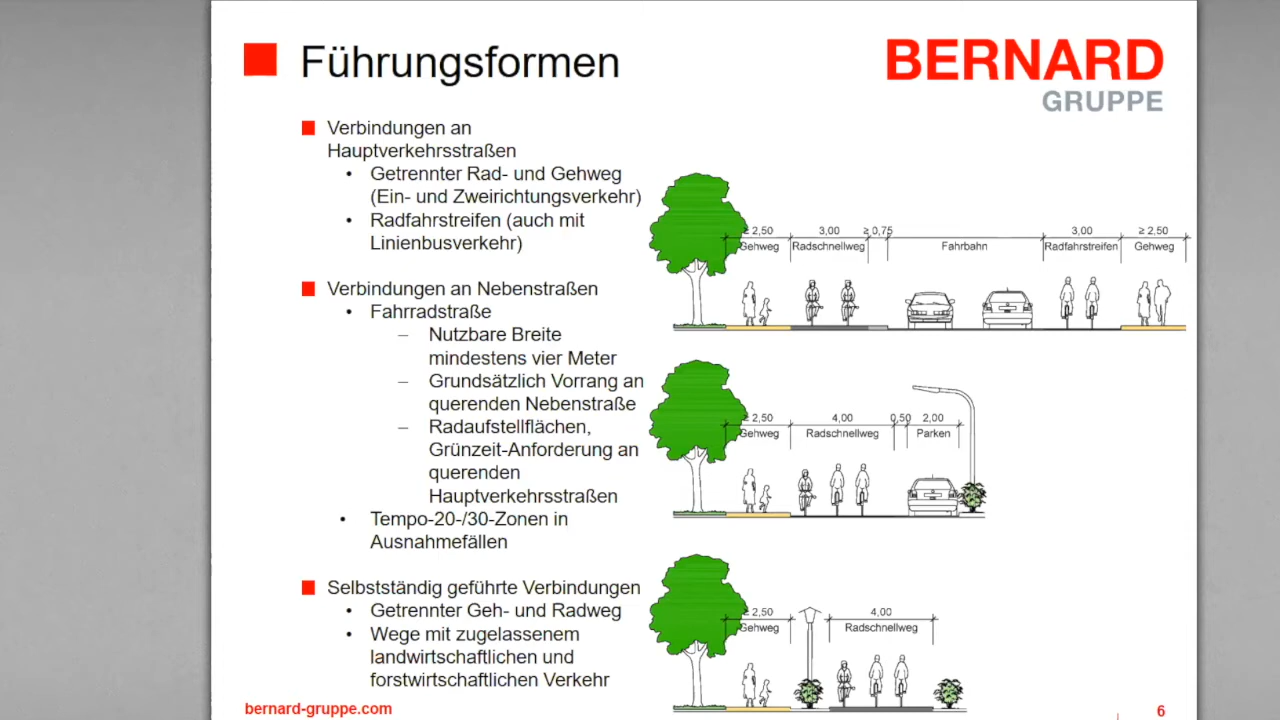 Führungsformen
BERNARD
GRUPPE
Verbindungen an
Hauptverkehrsstraßen
• Getrennter Rad- und Gehweg
(Ein- und Zweirichtungsverkehr)
• Radfahrstreifen (auch mit
Linienbusverkehr)
Verbindungen an Nebenstraßen
• Fahrradstraße
– Nutzbare Breite
mindestens vier Meter
– Grundsätzlich Vorrang an
querenden Nebenstraße
– Radaufstellflächen,
Grünzeit-Anforderung an
querenden
Hauptverkehrsstraßen
• Tempo-20-/30-Zonen in
Ausnahmefällen
Selbstständig geführte Verbindungen
• Getrennter Geh- und Radweg
• Wege mit zugelassenem
landwirtschaftlichen und
forstwirtschaftlichen Verkehr
≥ 2,50 3,00 ≥ 0,75 3,00 ≥ 2,50
Gehweg Radschnellweg Fahrbahn Radfahrstreifen Gehweg
≥ 2,50 4,00 0,50 2,00
Gehweg Radschnellweg Parken
≥ 2,50 4,00
Gehweg Radschnellweg
bernard-gruppe.com
6